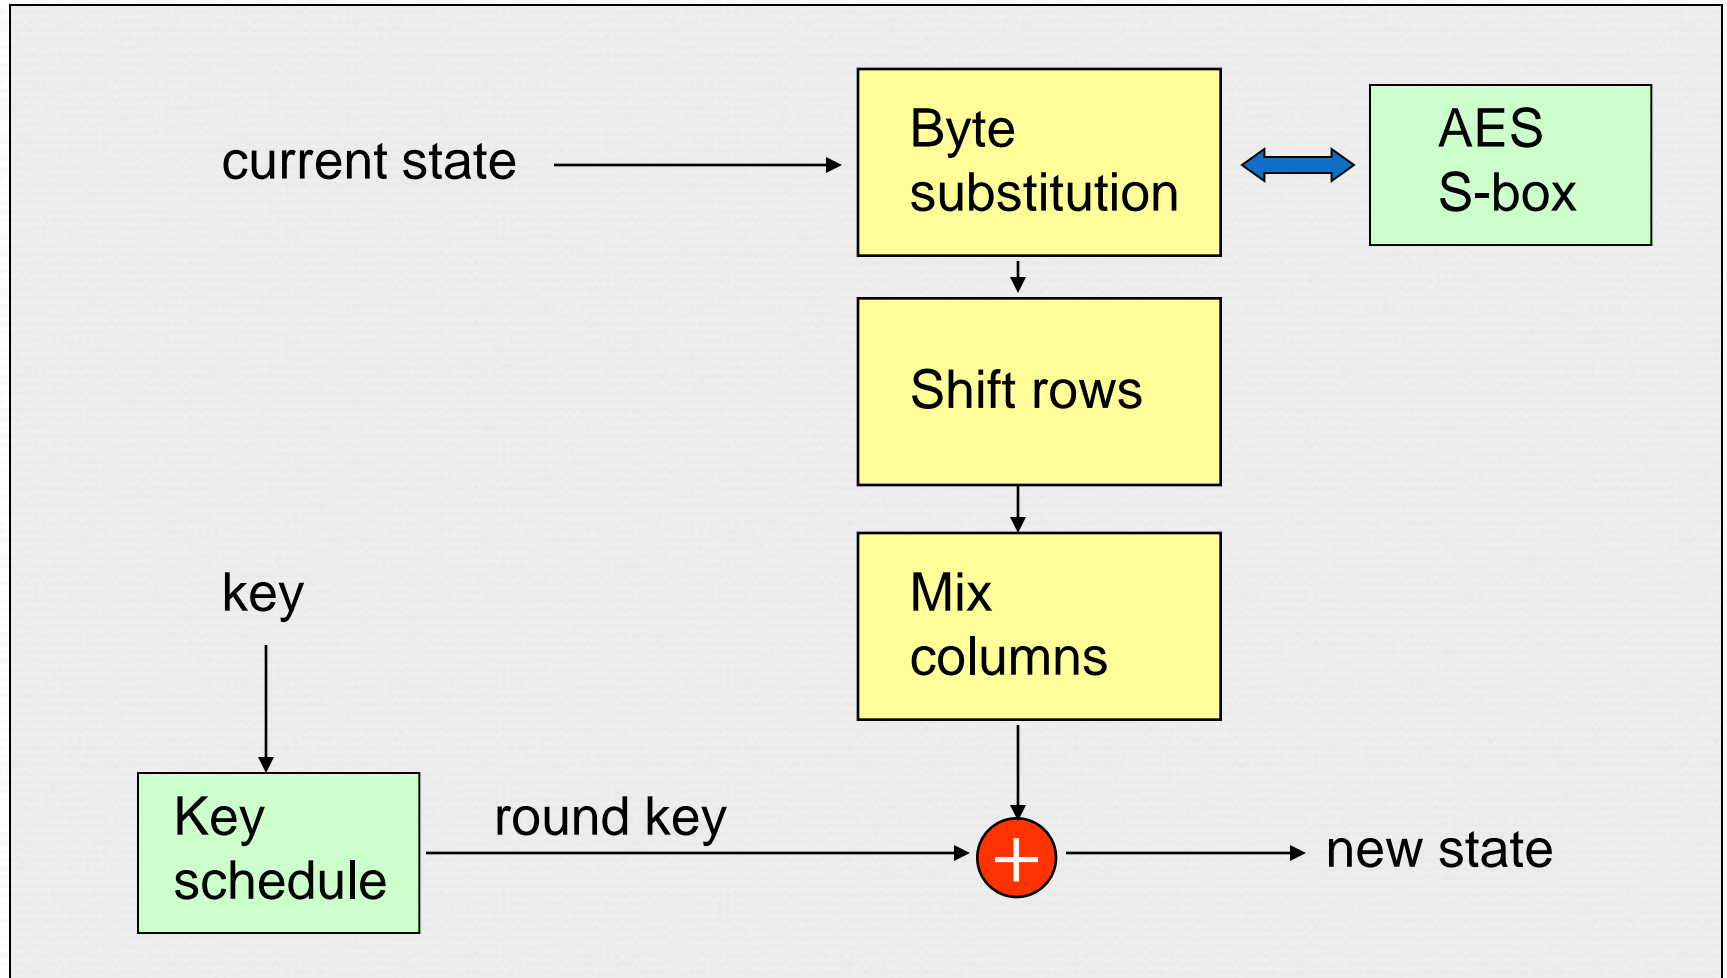 current state
Byte
substitution
AES
S-box
Shift rows
Mix
columns
key
Key
schedule
round key
+
new state